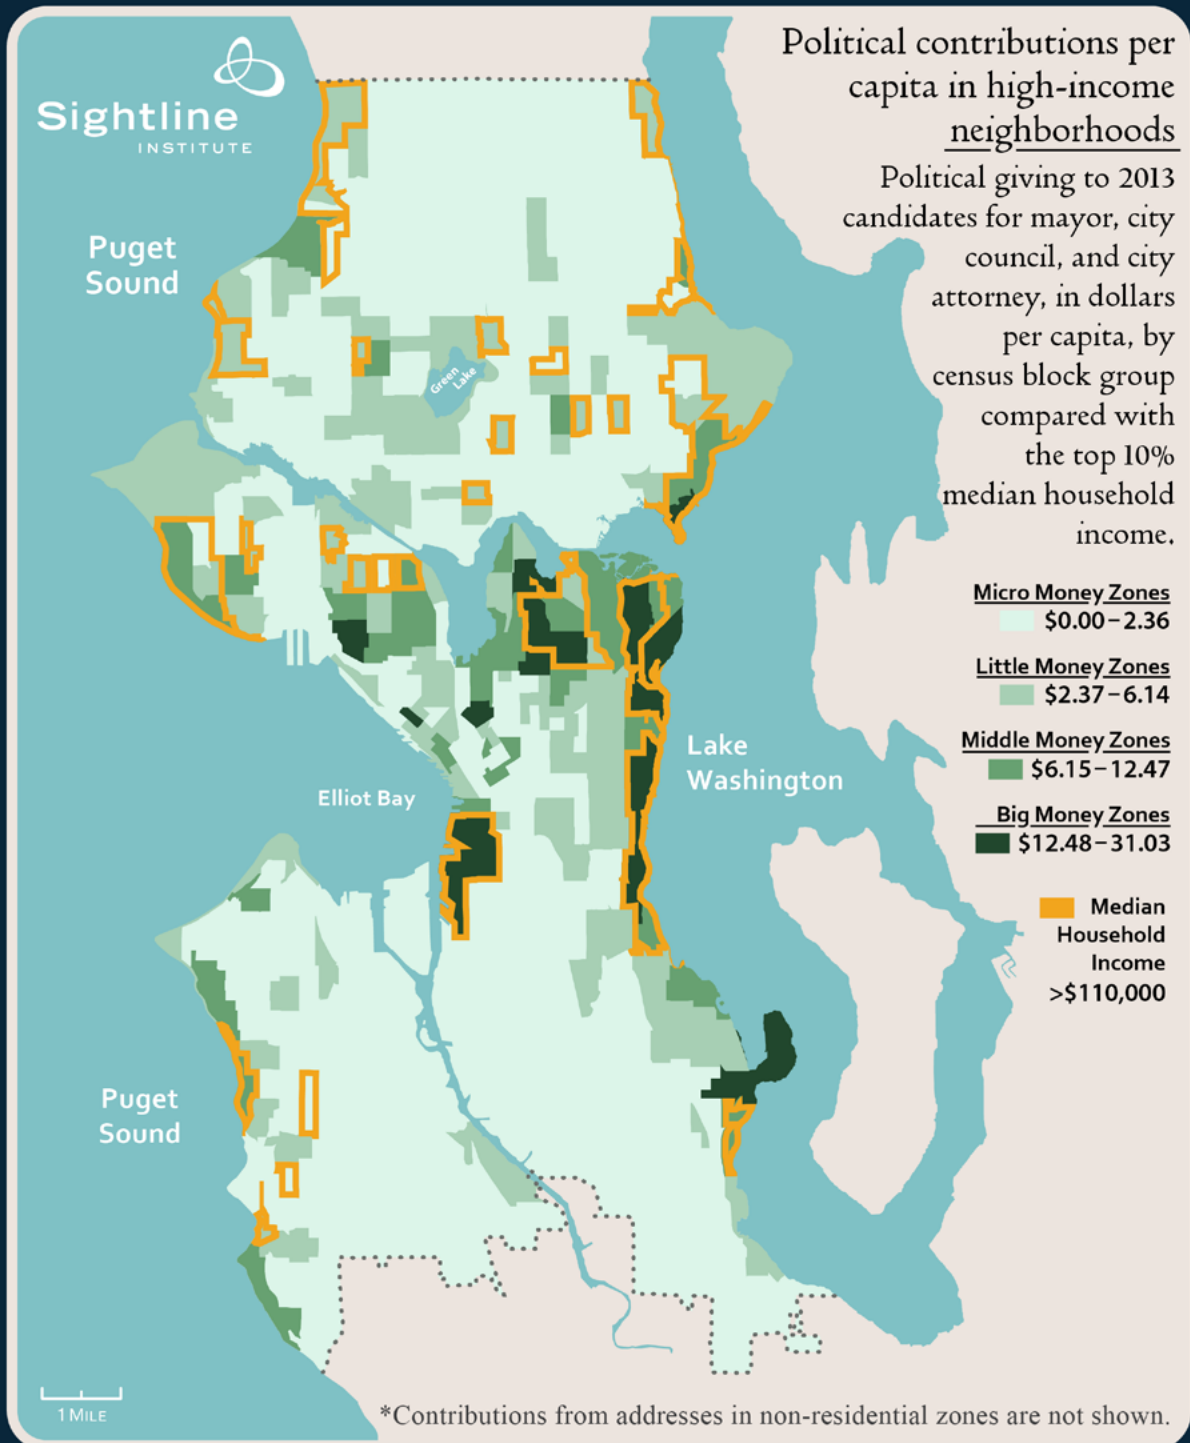 Sightline
INSTITUTE
Political contributions per
capita in high-income
neighborhoods
Political giving to 2013
candidates for mayor, city
council, and city
attorney, in dollars
per capita, by
census block group
compared with
the top 10%
median household
income.
Puget
Sound
Green
Lake
Micro Money Zones
$0.00–2.36
Little Money Zones
$2.37–6.14
Middle Money Zones
$6.15–12.47
Big Money Zones
$12.48–31.03
Median
Household
Income
>$110,000
Lake
Washington
Elliot Bay
Puget
Sound
1 MILE
*Contributions from addresses in non-residential zones are not shown.